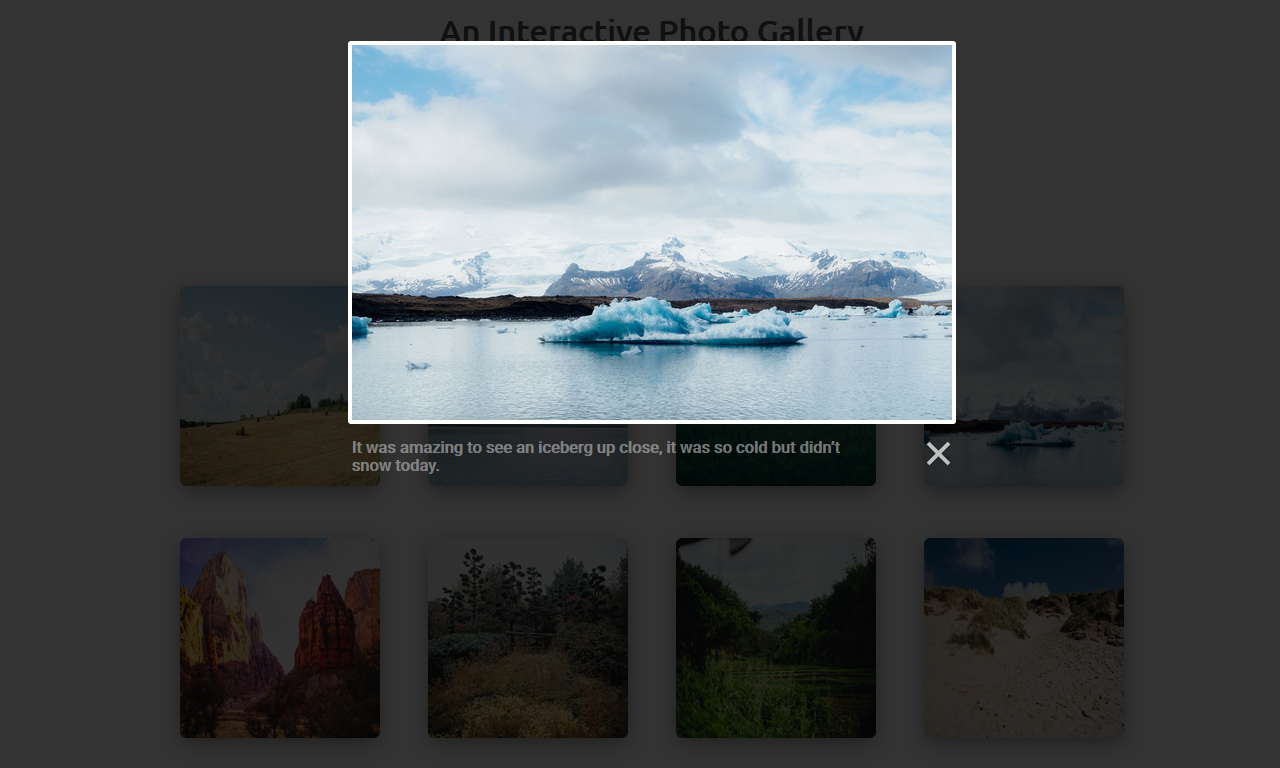 An Interactive Photo Gallery
It was amazing to see an iceberg up close, it was so cold but didn't
snow today.